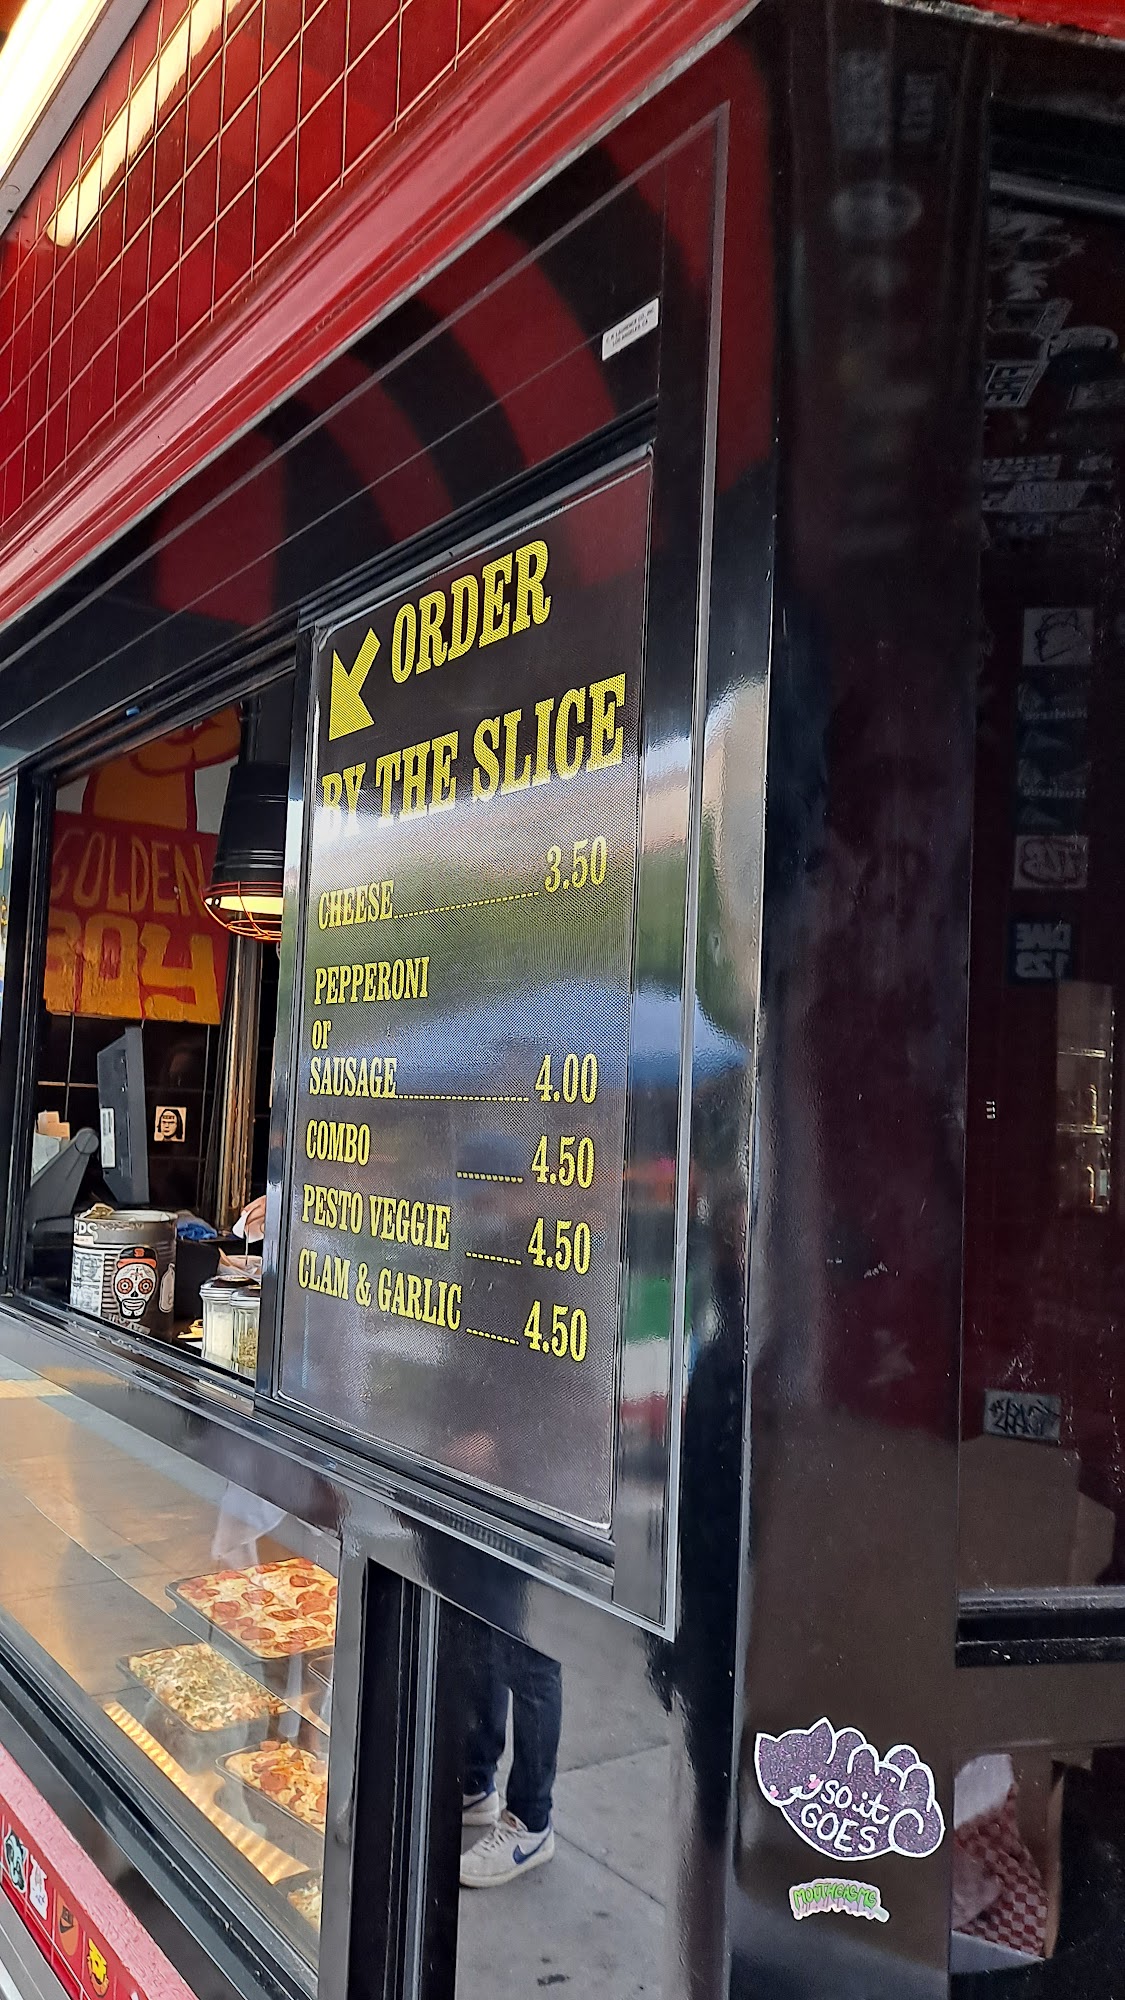 ORDER
BY THE SLICE
CHEESE 3.50
PEPPERONI
or
SAUSAGE 4.00
COMBO 4.50
PESTO VEGGIE 4.50
CLAM & GARLIC 4.50
GOLDEN
BOY
so it
GOES